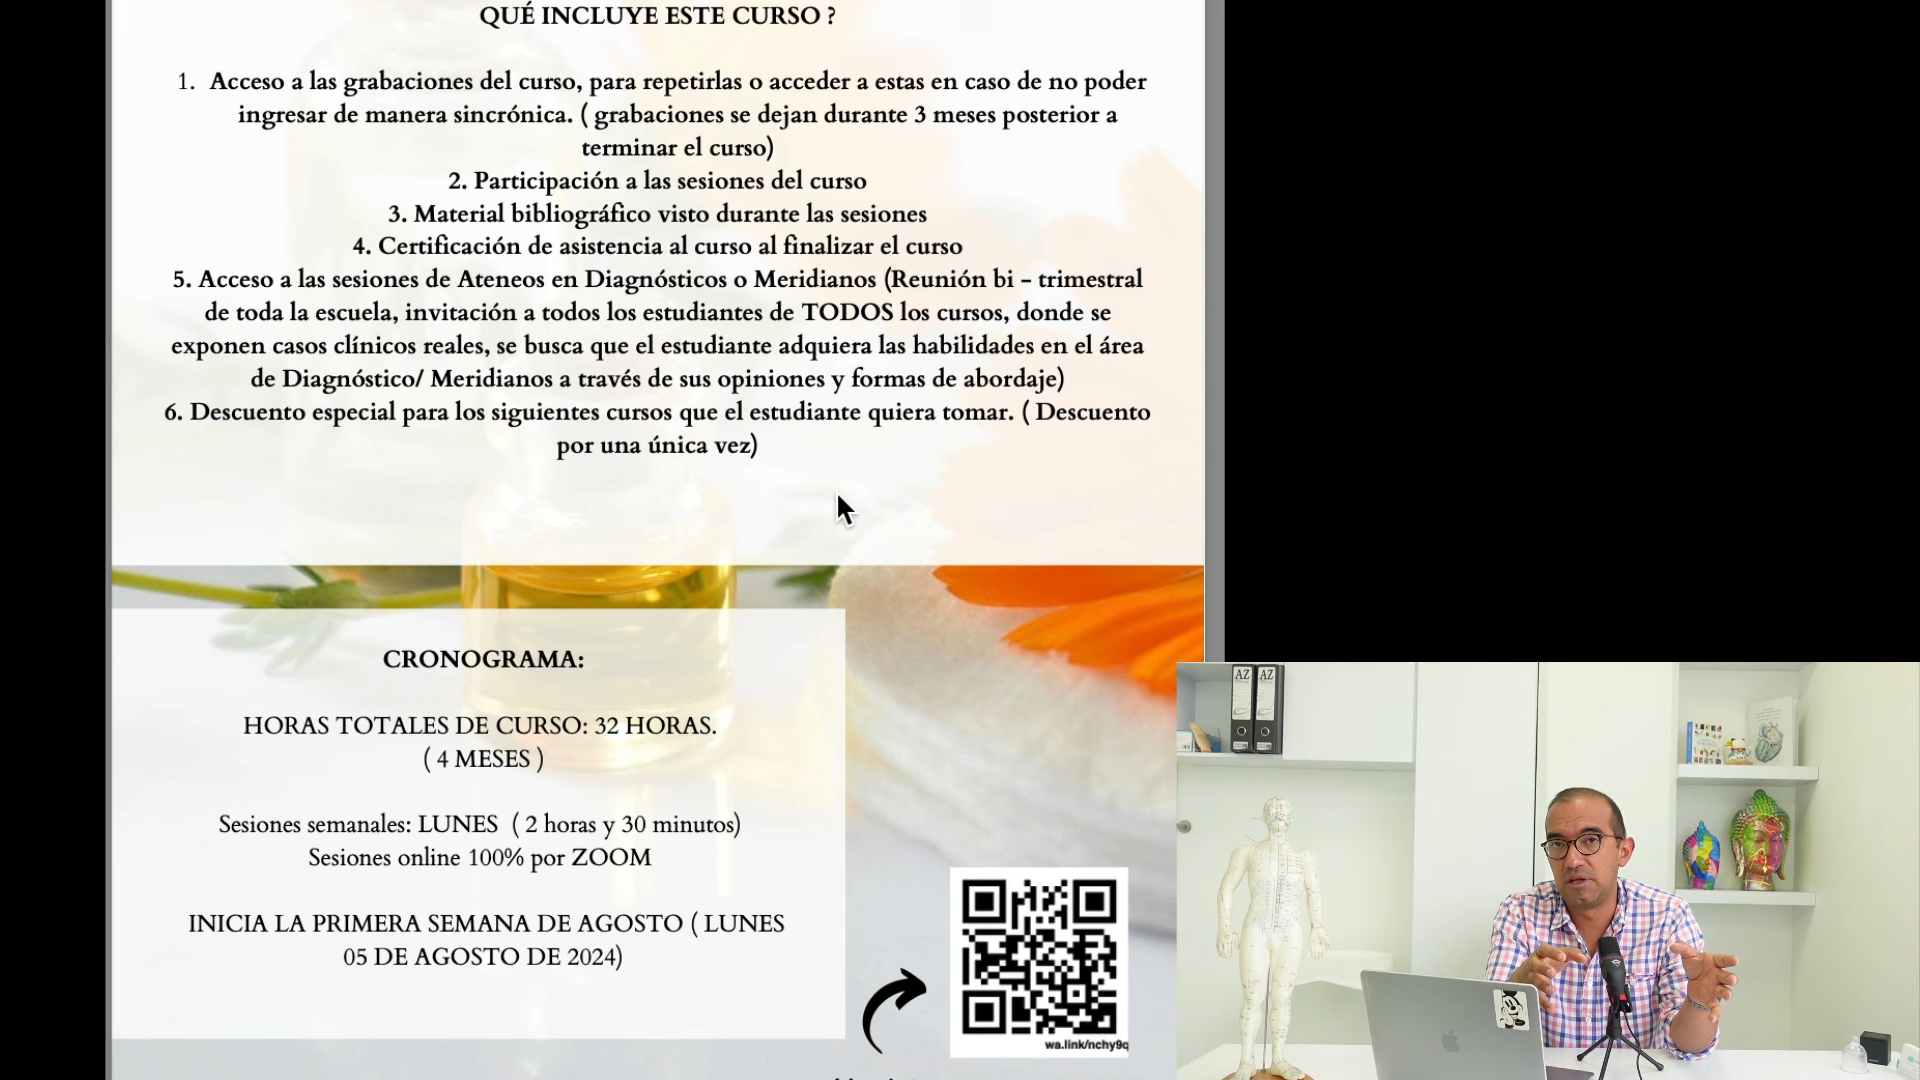 QUÉ INCLUYE ESTE CURSO ?
1. Acceso a las grabaciones del curso, para repetirlas o acceder a estas en caso de no poder
ingresar de manera sincrónica. ( grabaciones se dejan durante 3 meses posterior a
terminar el curso)
2. Participación a las sesiones del curso
3. Material bibliográfico visto durante las sesiones
4. Certificación de asistencia al curso al finalizar el curso
5. Acceso a las sesiones de Ateneos en Diagnósticos o Meridianos (Reunión bi – trimestral
de toda la escuela, invitación a todos los estudiantes de TODOS los cursos, donde se
exponen casos clínicos reales, se busca que el estudiante adquiera las habilidades en el área
de Diagnóstico/ Meridianos a través de sus opiniones y formas de abordaje)
6. Descuento especial para los siguientes cursos que el estudiante quiera tomar. ( Descuento
por una única vez)
CRONOGRAMA:
HORAS TOTALES DE CURSO: 32 HORAS.
( 4 MESES )
Sesiones semanales: LUNES ( 2 horas y 30 minutos)
Sesiones online 100% por ZOOM
INICIA LA PRIMERA SEMANA DE AGOSTO ( LUNES
05 DE AGOSTO DE 2024)
wa.link/nchy9q
AZ AZ